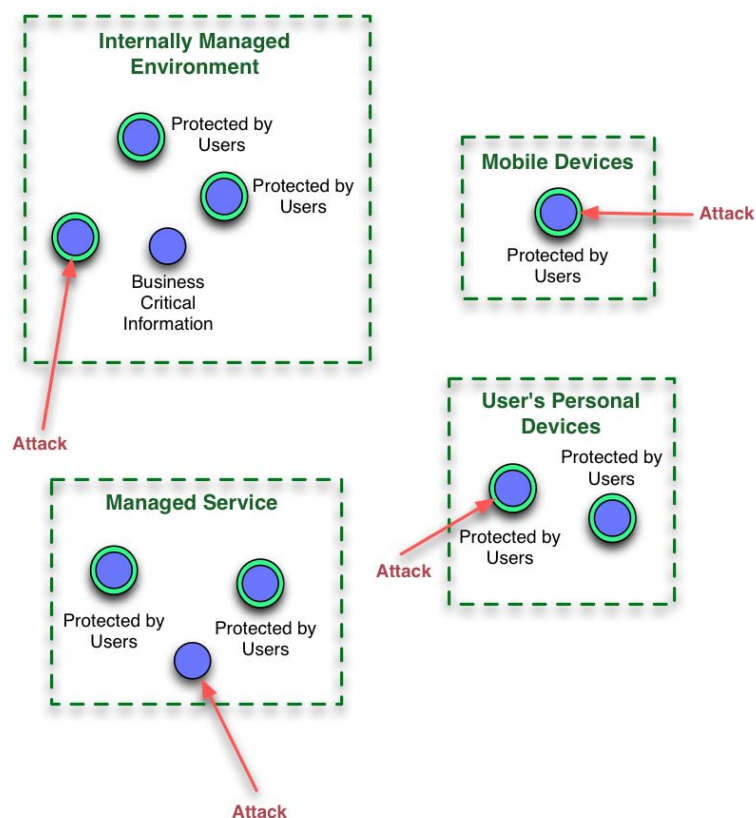 Internally Managed
Environment
Protected by
Users
Protected by
Users
Business
Critical
Information
Attack
Mobile Devices
Attack
Protected by
Users
User's Personal
Devices
Protected by
Users
Protected by
Users
Attack
Managed Service
Protected by
Users
Protected by
Users
Attack